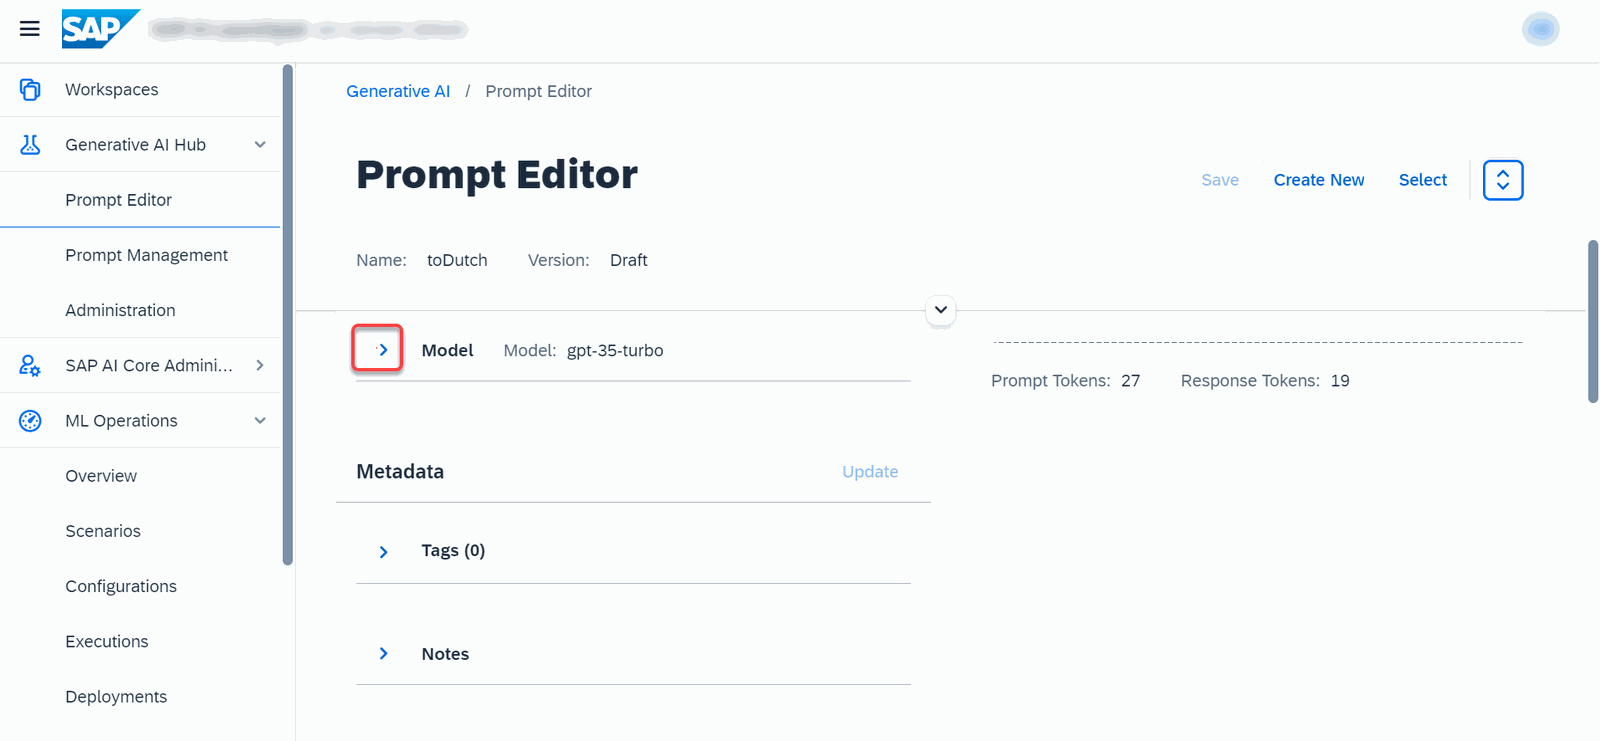 SAP
Workspaces
Generative AI Hub
Prompt Editor
Prompt Management
Administration
SAP AI Core Admini...
ML Operations
Overview
Scenarios
Configurations
Executions
Deployments
Generative AI / Prompt Editor
Prompt Editor
Save Create New Select
Name: toDutch Version: Draft
Model Model: gpt-35-turbo
Prompt Tokens: 27 Response Tokens: 19
Metadata Update
Tags (0)
Notes